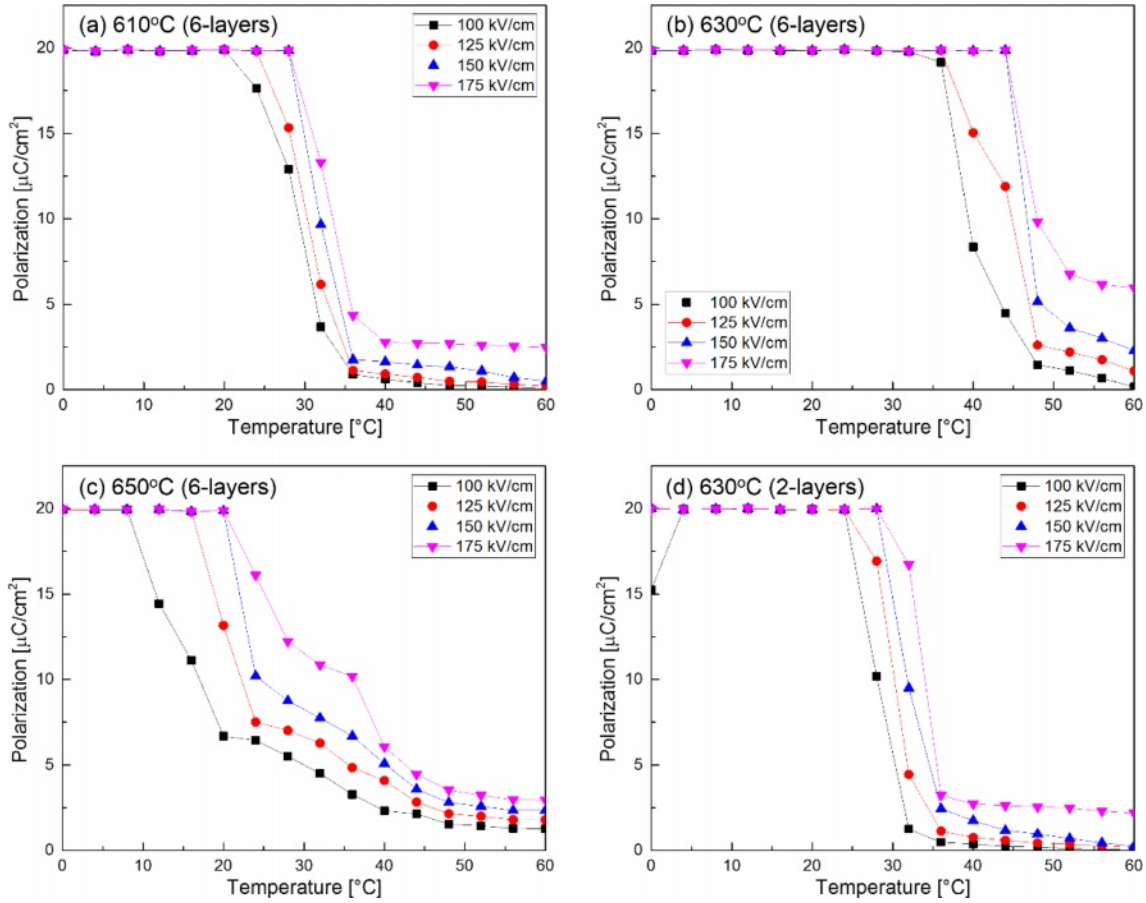 (a) 610°C (6-layers)
100 kV/cm
125 kV/cm
150 kV/cm
175 kV/cm
Polarization [μC/cm²]
20
15
10
5
0
0 10 20 30 40 50 60
Temperature [°C]
(b) 630°C (6-layers)
100 kV/cm
125 kV/cm
150 kV/cm
175 kV/cm
Polarization [μC/cm²]
20
15
10
5
0
0 10 20 30 40 50 60
Temperature [°C]
(c) 650°C (6-layers)
100 kV/cm
125 kV/cm
150 kV/cm
175 kV/cm
Polarization [μC/cm²]
20
15
10
5
0
0 10 20 30 40 50 60
Temperature [°C]
(d) 630°C (2-layers)
100 kV/cm
125 kV/cm
150 kV/cm
175 kV/cm
Polarization [μC/cm²]
20
15
10
5
0
0 10 20 30 40 50 60
Temperature [°C]